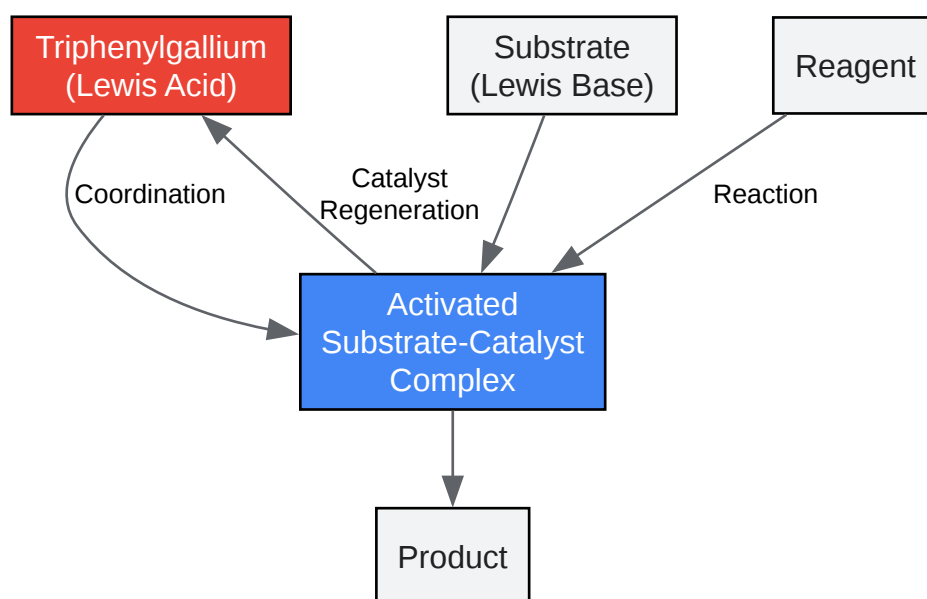 Triphenylgallium
(Lewis Acid)
Substrate
(Lewis Base)
Reagent
Coordination
Catalyst
Regeneration
Reaction
Activated
Substrate-Catalyst
Complex
Product